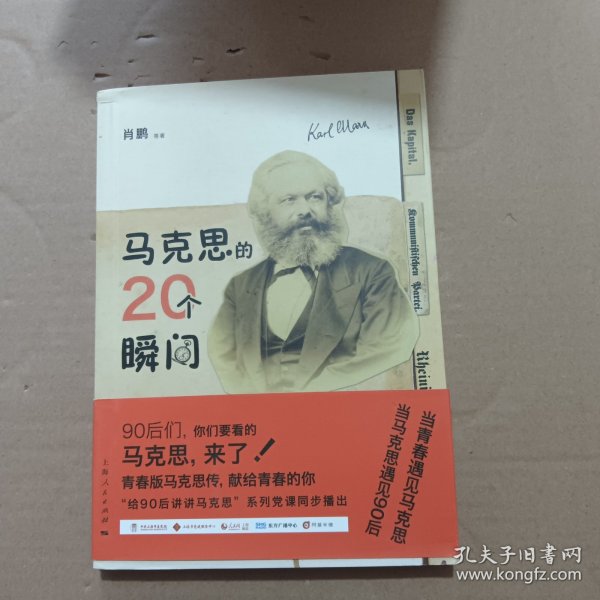 肖鹏 等著
Karl Marx
Das Kapital.
Kommunistischen Partei.
Rheini
马克思的
20个
瞬间
90后们，你们要看的
马克思，来了！
青春版马克思传，献给青春的你
“给90后讲讲马克思”系列党课同步播出
当青春遇见马克思
当马克思遇见90后
上海人民出版社
东方广播中心
阿基米德
孔夫子旧书网
www.kongfz.com